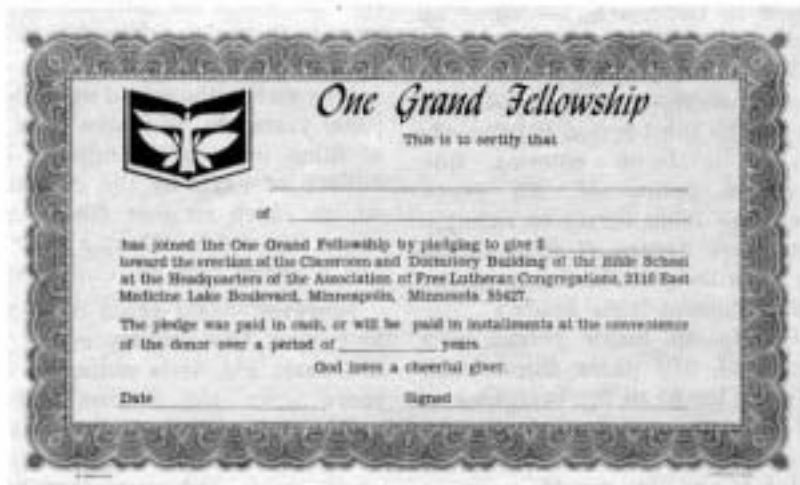 One Grand Fellowship
This is to certify that
of
has joined the One Grand Fellowship by pledging to give $
toward the erection of the Classroom and Dormitory Building of the Bible School
at the Headquarters of the Association of Free Lutheran Congregations, 3110 East
Medicine Lake Boulevard, Minneapolis, Minnesota 55427.
The pledge was paid in cash, or will be paid in installments at the convenience
of the donor over a period of years.
God loves a cheerful giver.
Date Signed